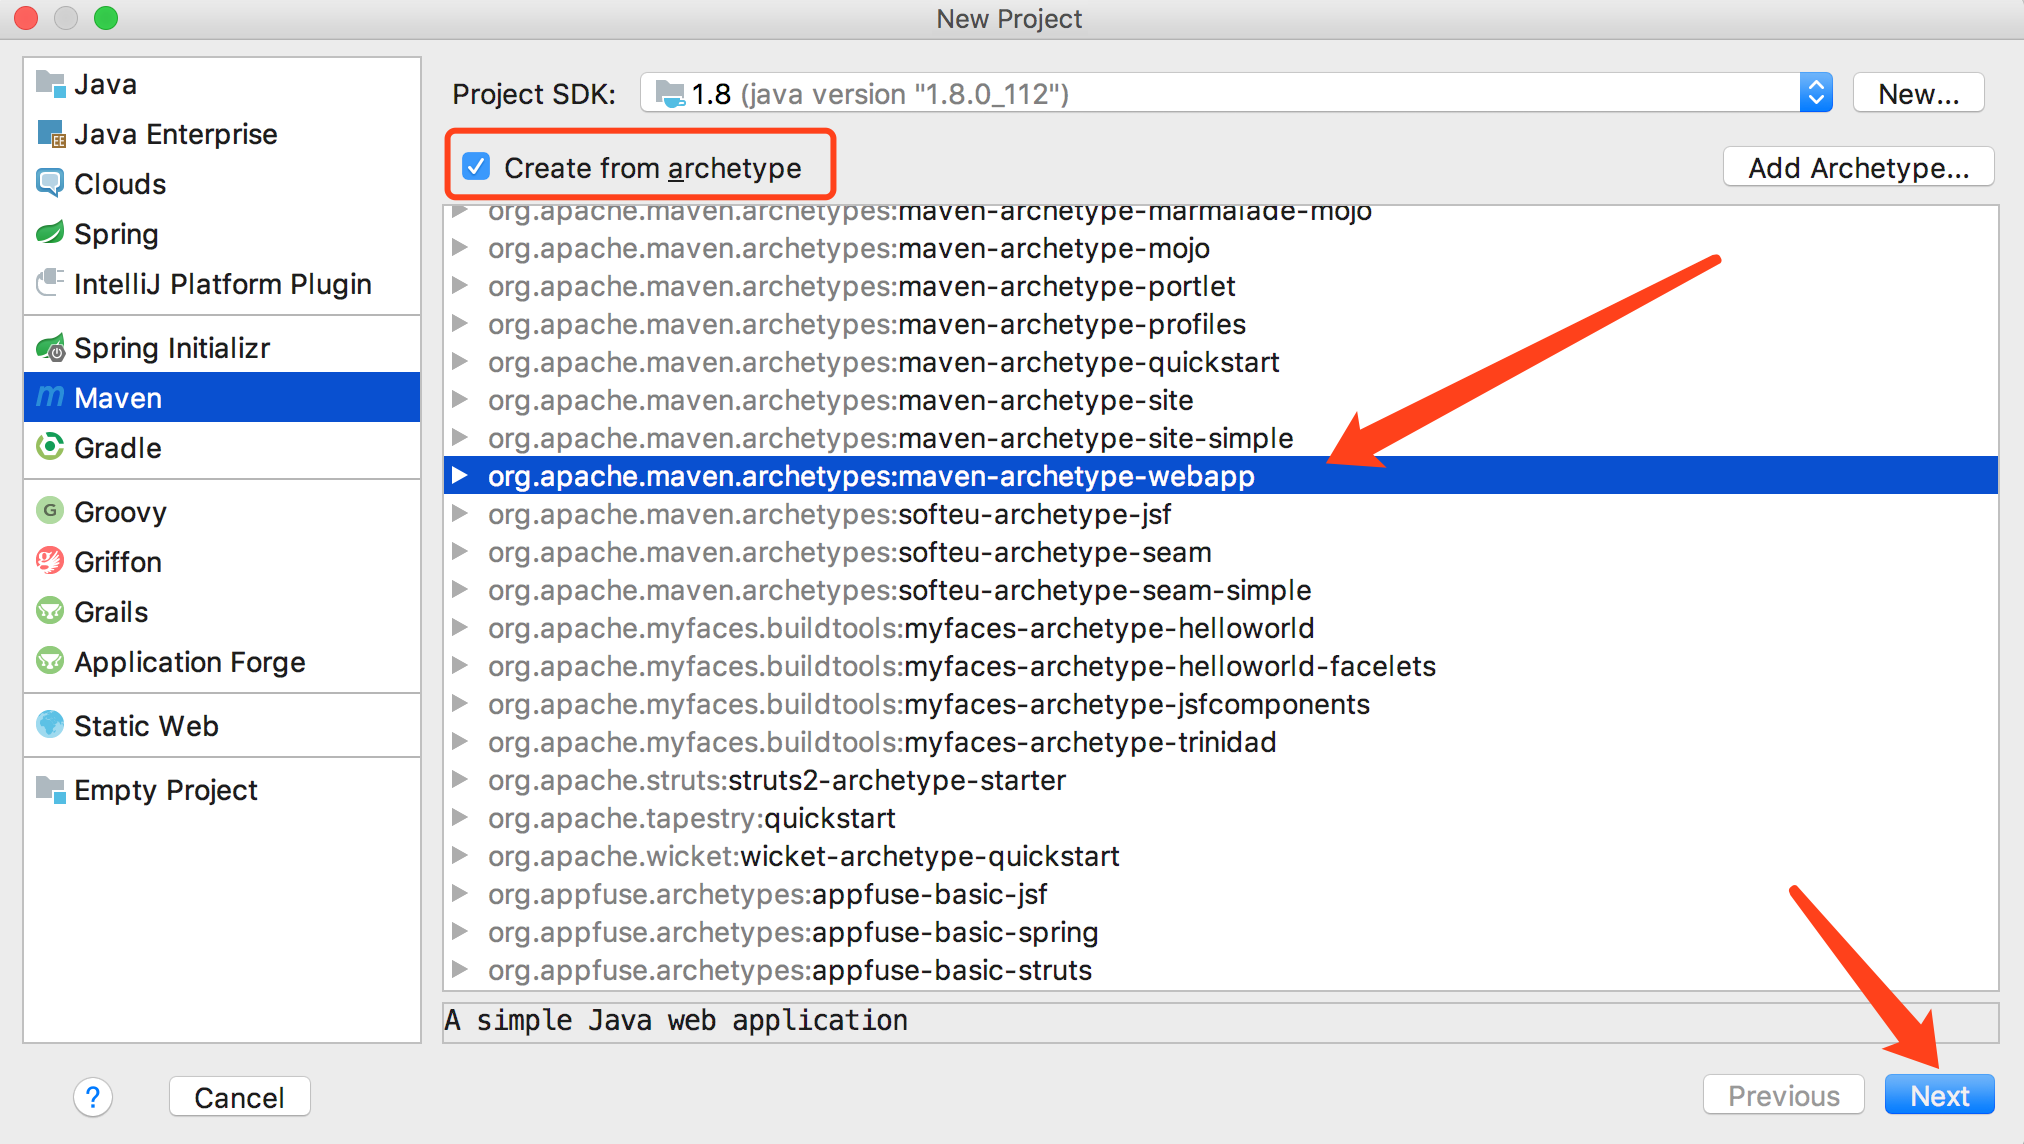 New Project
Java
Java Enterprise
Clouds
Spring
IntelliJ Platform Plugin
Spring Initializr
Maven
Gradle
Groovy
Griffon
Grails
Application Forge
Static Web
Empty Project
Project SDK: 1.8 (java version "1.8.0_112") New...
Create from archetype Add Archetype...
org.apache.maven.archetypes:maven-archetype-marmalade-mojo
org.apache.maven.archetypes:maven-archetype-mojo
org.apache.maven.archetypes:maven-archetype-portlet
org.apache.maven.archetypes:maven-archetype-profiles
org.apache.maven.archetypes:maven-archetype-quickstart
org.apache.maven.archetypes:maven-archetype-site
org.apache.maven.archetypes:maven-archetype-site-simple
org.apache.maven.archetypes:maven-archetype-webapp
org.apache.maven.archetypes:softeu-archetype-jsf
org.apache.maven.archetypes:softeu-archetype-seam
org.apache.maven.archetypes:softeu-archetype-seam-simple
org.apache.myfaces.buildtools:myfaces-archetype-helloworld
org.apache.myfaces.buildtools:myfaces-archetype-helloworld-facelets
org.apache.myfaces.buildtools:myfaces-archetype-jsfcomponents
org.apache.myfaces.buildtools:myfaces-archetype-trinidad
org.apache.struts:struts2-archetype-starter
org.apache.tapestry:quickstart
org.apache.wicket:wicket-archetype-quickstart
org.appfuse.archetypes:appfuse-basic-jsf
org.appfuse.archetypes:appfuse-basic-spring
org.appfuse.archetypes:appfuse-basic-struts
A simple Java web application
? Cancel Previous Next